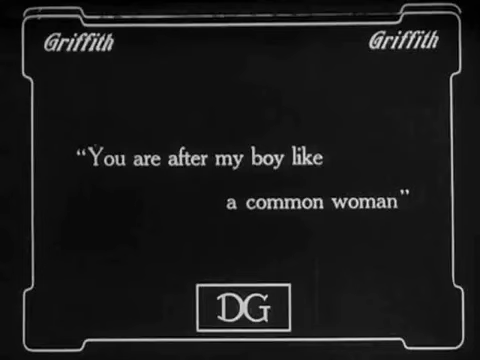 Griffith Griffith
“You are after my boy like
a common woman”
DG